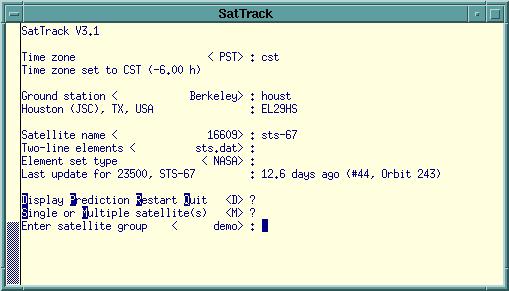 SatTrack
SatTrack V3.1
Time zone < PST> : cst
Time zone set to CST (-6.00 h)
Ground station < Berkeley> : houst
Houston (JSC), TX, USA : EL29HS
Satellite name < 16609> : sts-67
Two-line elements < sts.dat> :
Element set type < NASA> :
Last update for 23500, STS-67 : 12.6 days ago (#44, Orbit 243)
Display Prediction Restart Quit <D> ?
Single or Multiple satellite(s) <M> ?
Enter satellite group < demo> :